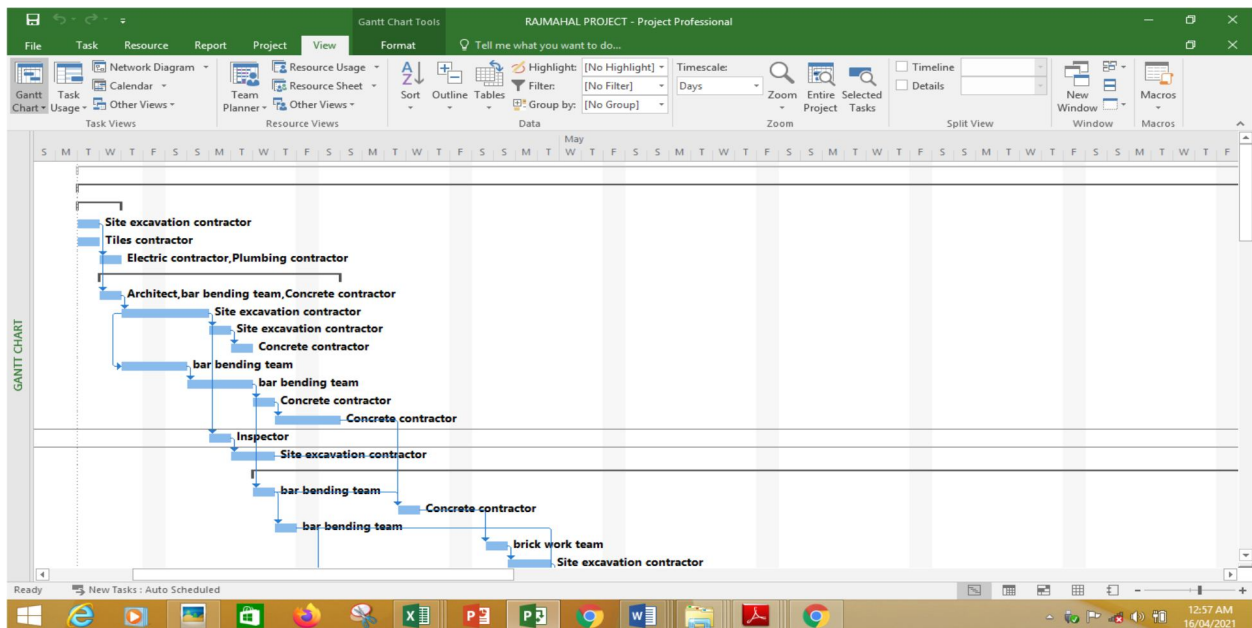 Gantt Chart Tools
RAJMAHAL PROJECT - Project Professional
File Task Resource Report Project View Format Tell me what you want to do...
Gantt Chart
Task Usage
Network Diagram
Calendar
Other Views
Task Views
Team Planner
Resource Usage
Resource Sheet
Other Views
Resource Views
A
Z
Sort
Outline
Tables
Highlight: [No Highlight]
Filter: [No Filter]
Group by: [No Group]
Data
Timescale:
Days
Zoom
Entire Project
Selected Tasks
Zoom
Timeline
Details
Split View
New Window
Window
Macros
Macros
May
S M T W T F S S M T W T F S S M T W T F S S M T W T F S S M T W T F S S M T W T F S S M T W T F S S M T W T F
GANTT CHART
Site excavation contractor
Tiles contractor
Electric contractor,Plumbing contractor
Architect,bar bending team,Concrete contractor
Site excavation contractor
Site excavation contractor
Concrete contractor
bar bending team
bar bending team
Concrete contractor
Concrete contractor
Inspector
Site excavation contractor
bar bending team
Concrete contractor
bar bending team
brick work team
Site excavation contractor
Ready New Tasks : Auto Scheduled
12:57 AM
16/04/2021